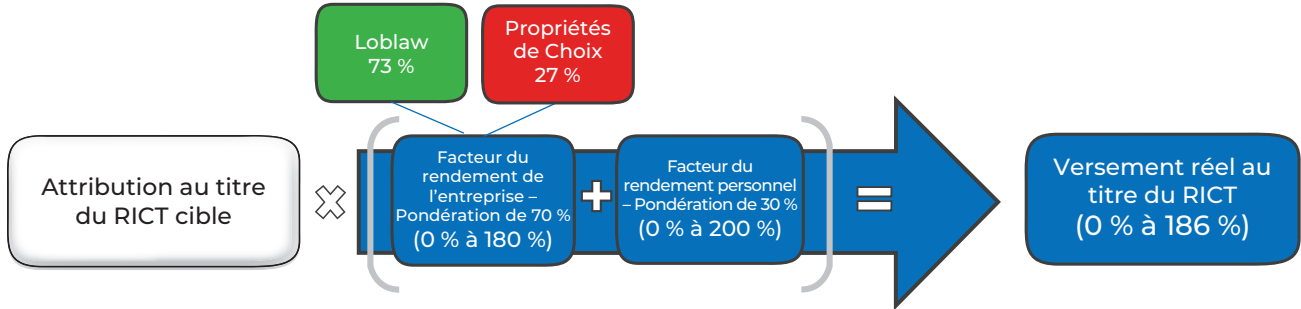 Loblaw
73 %
Propriétés
de Choix
27 %
Attribution au titre
du RICT cible
Facteur du
rendement de
l'entreprise –
Pondération de 70 %
(0 % à 180 %)
+
Facteur du
rendement personnel
– Pondération de 30 %
(0 % à 200 %)
=
Versement réel au
titre du RICT
(0 % à 186 %)